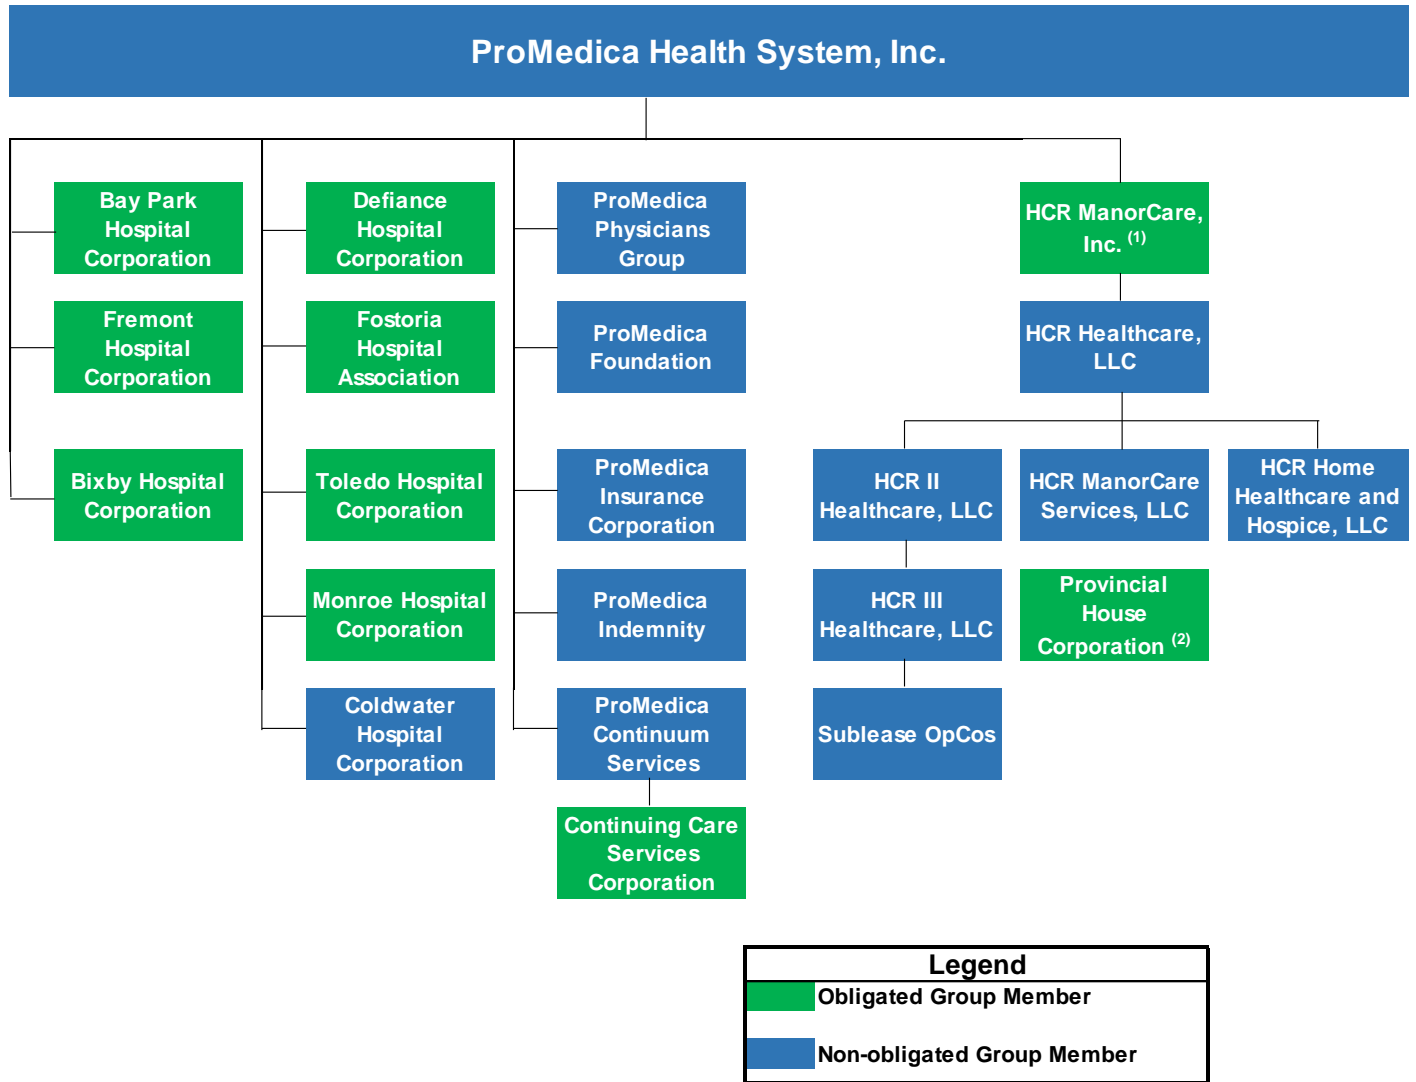 ProMedica Health System, Inc.
Bay Park
Hospital
Corporation
Defiance
Hospital
Corporation
ProMedica
Physicians
Group
HCR ManorCare,
Inc. (1)
Fremont
Hospital
Corporation
Fostoria
Hospital
Association
ProMedica
Foundation
HCR Healthcare,
LLC
Bixby Hospital
Corporation
Toledo Hospital
Corporation
ProMedica
Insurance
Corporation
HCR II
Healthcare, LLC
HCR ManorCare
Services, LLC
HCR Home
Healthcare and
Hospice, LLC
Monroe Hospital
Corporation
ProMedica
Indemnity
HCR III
Healthcare, LLC
Provincial
House
Corporation (2)
Coldwater
Hospital
Corporation
ProMedica
Continuum
Services
Sublease OpCos
Continuing Care
Services
Corporation
Legend
Obligated Group Member
Non-obligated Group Member